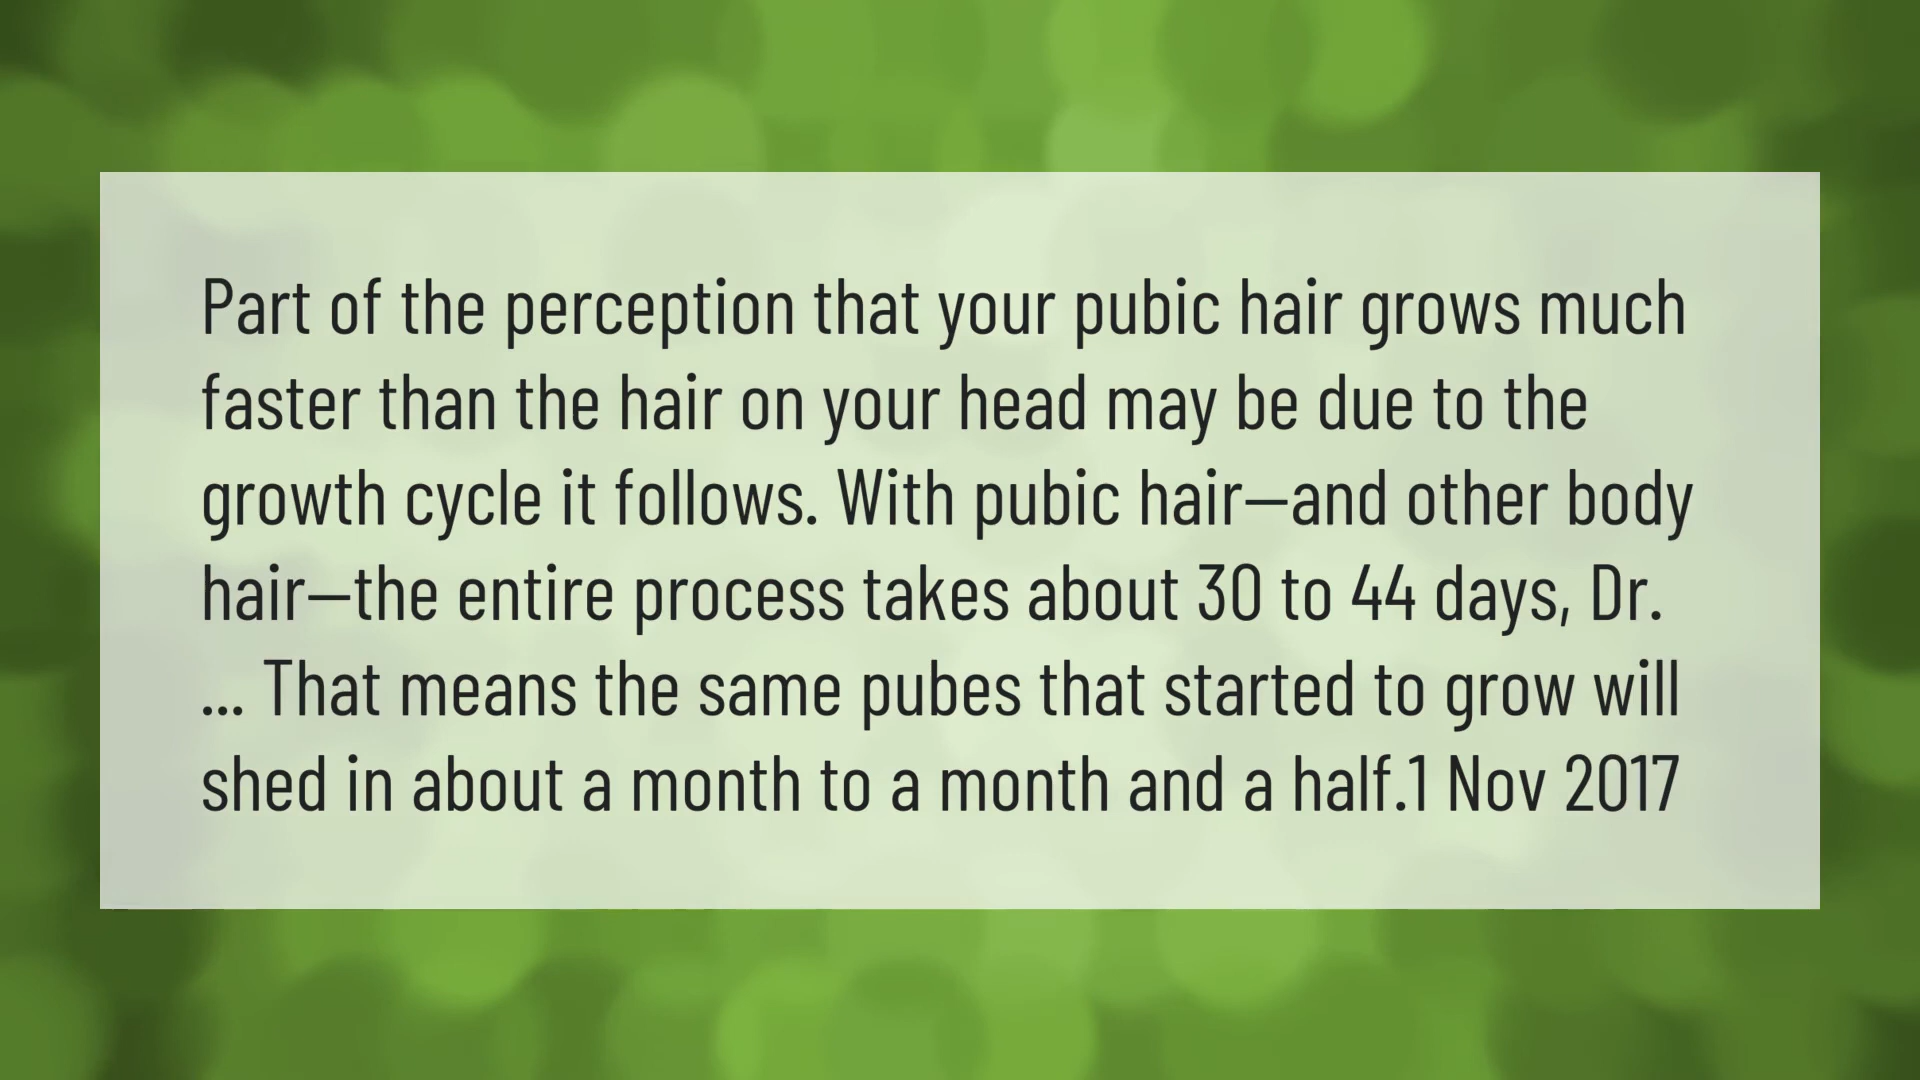 Part of the perception that your pubic hair grows much
faster than the hair on your head may be due to the
growth cycle it follows. With pubic hair—and other body
hair—the entire process takes about 30 to 44 days, Dr.
... That means the same pubes that started to grow will
shed in about a month to a month and a half.1 Nov 2017